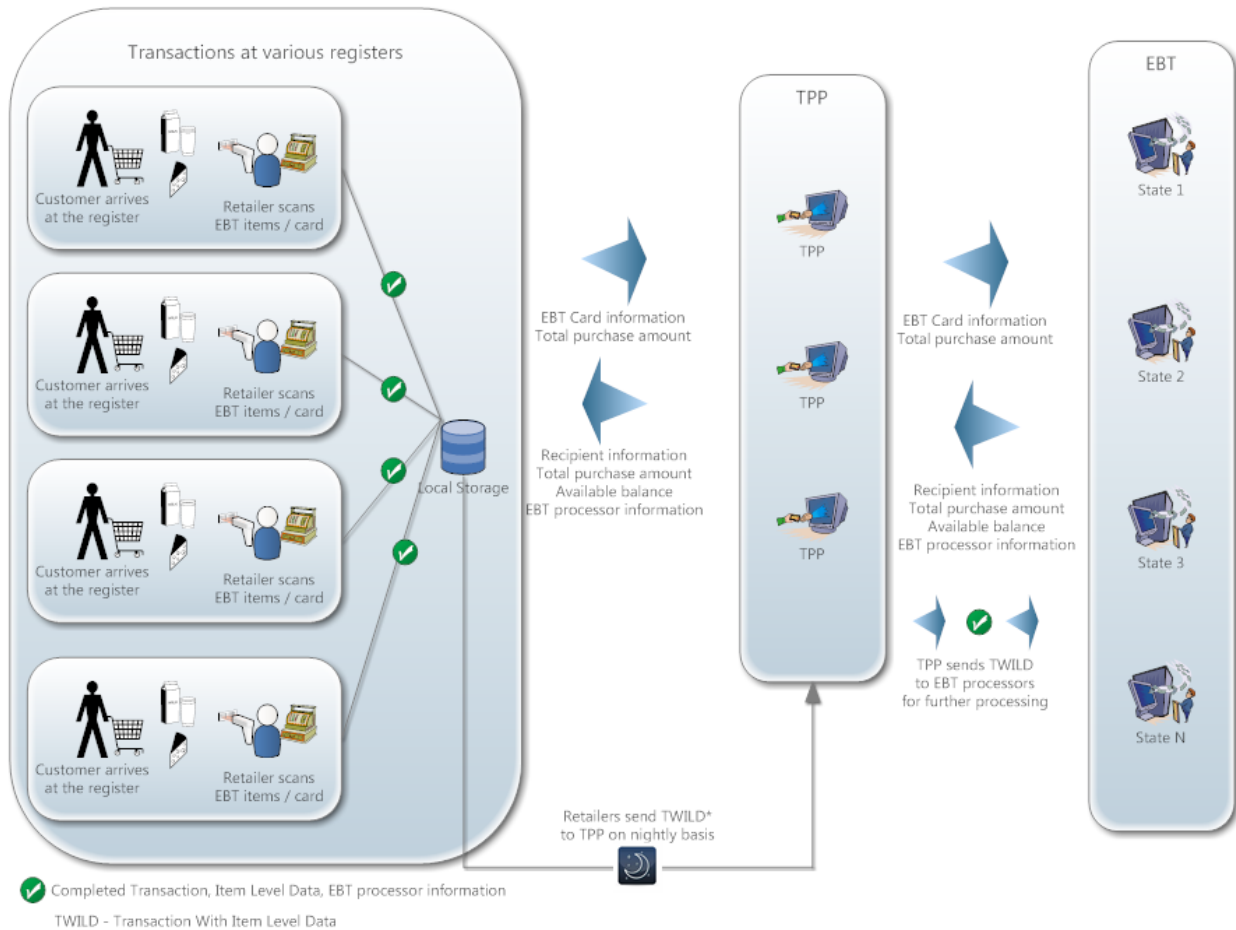 Transactions at various registers
Customer arrives
at the register
Retailer scans
EBT items / card
Customer arrives
at the register
Retailer scans
EBT items / card
Customer arrives
at the register
Retailer scans
EBT items / card
Customer arrives
at the register
Retailer scans
EBT items / card
Local Storage
EBT Card information
Total purchase amount
Recipient information
Total purchase amount
Available balance
EBT processor information
Retailers send TWILD*
to TPP on nightly basis
TPP
TPP
TPP
TPP
EBT Card information
Total purchase amount
Recipient information
Total purchase amount
Available balance
EBT processor information
TPP sends TWILD
to EBT processors
for further processing
EBT
State 1
State 2
State 3
State N
Completed Transaction, Item Level Data, EBT processor information
TWILD - Transaction With Item Level Data